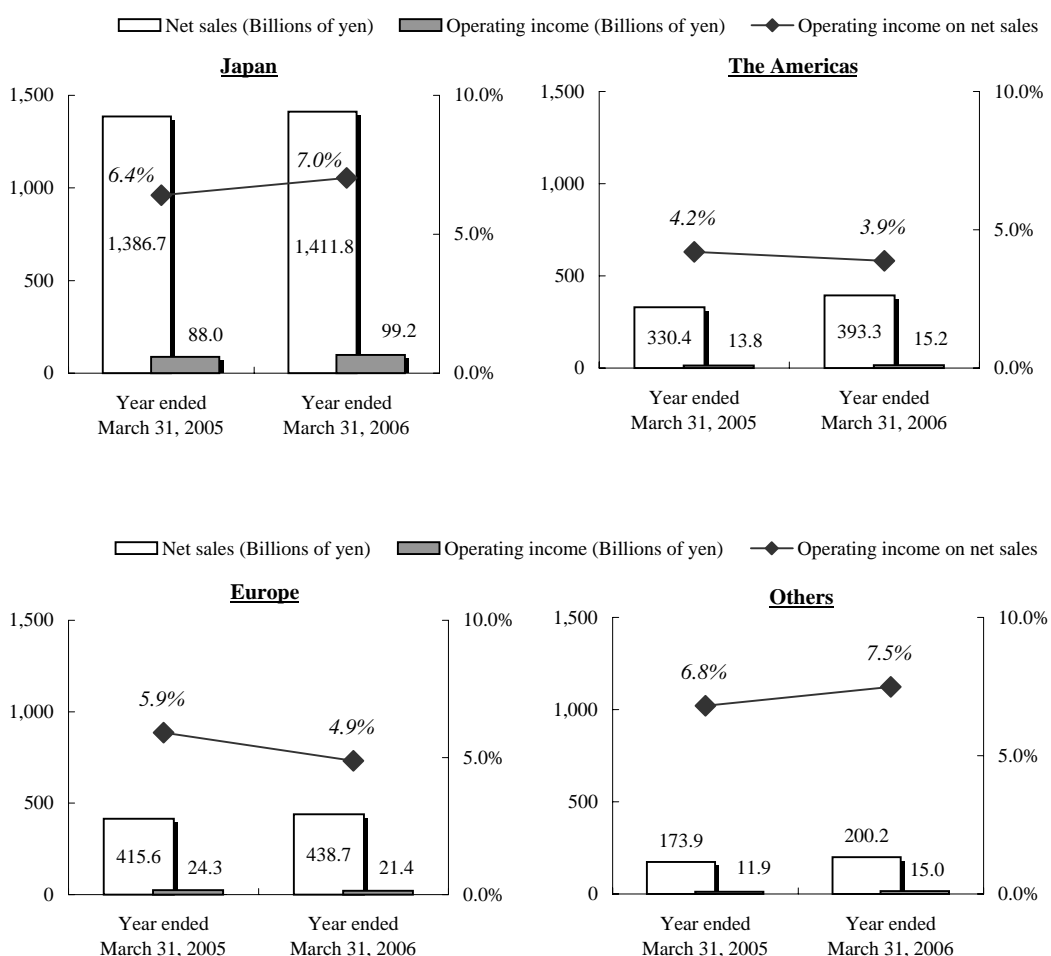 Net sales (Billions of yen) Operating income (Billions of yen) Operating income on net sales
Japan
1,500
1,000
500
0
10.0%
5.0%
0.0%
6.4%
7.0%
1,386.7
1,411.8
88.0
99.2
Year ended
March 31, 2005
Year ended
March 31, 2006
The Americas
1,500
1,000
500
0
10.0%
5.0%
0.0%
4.2%
3.9%
330.4
13.8
393.3
15.2
Year ended
March 31, 2005
Year ended
March 31, 2006
Net sales (Billions of yen) Operating income (Billions of yen) Operating income on net sales
Europe
1,500
1,000
500
0
10.0%
5.0%
0.0%
5.9%
4.9%
415.6
24.3
438.7
21.4
Year ended
March 31, 2005
Year ended
March 31, 2006
Others
1,500
1,000
500
0
10.0%
5.0%
0.0%
6.8%
7.5%
173.9
11.9
200.2
15.0
Year ended
March 31, 2005
Year ended
March 31, 2006